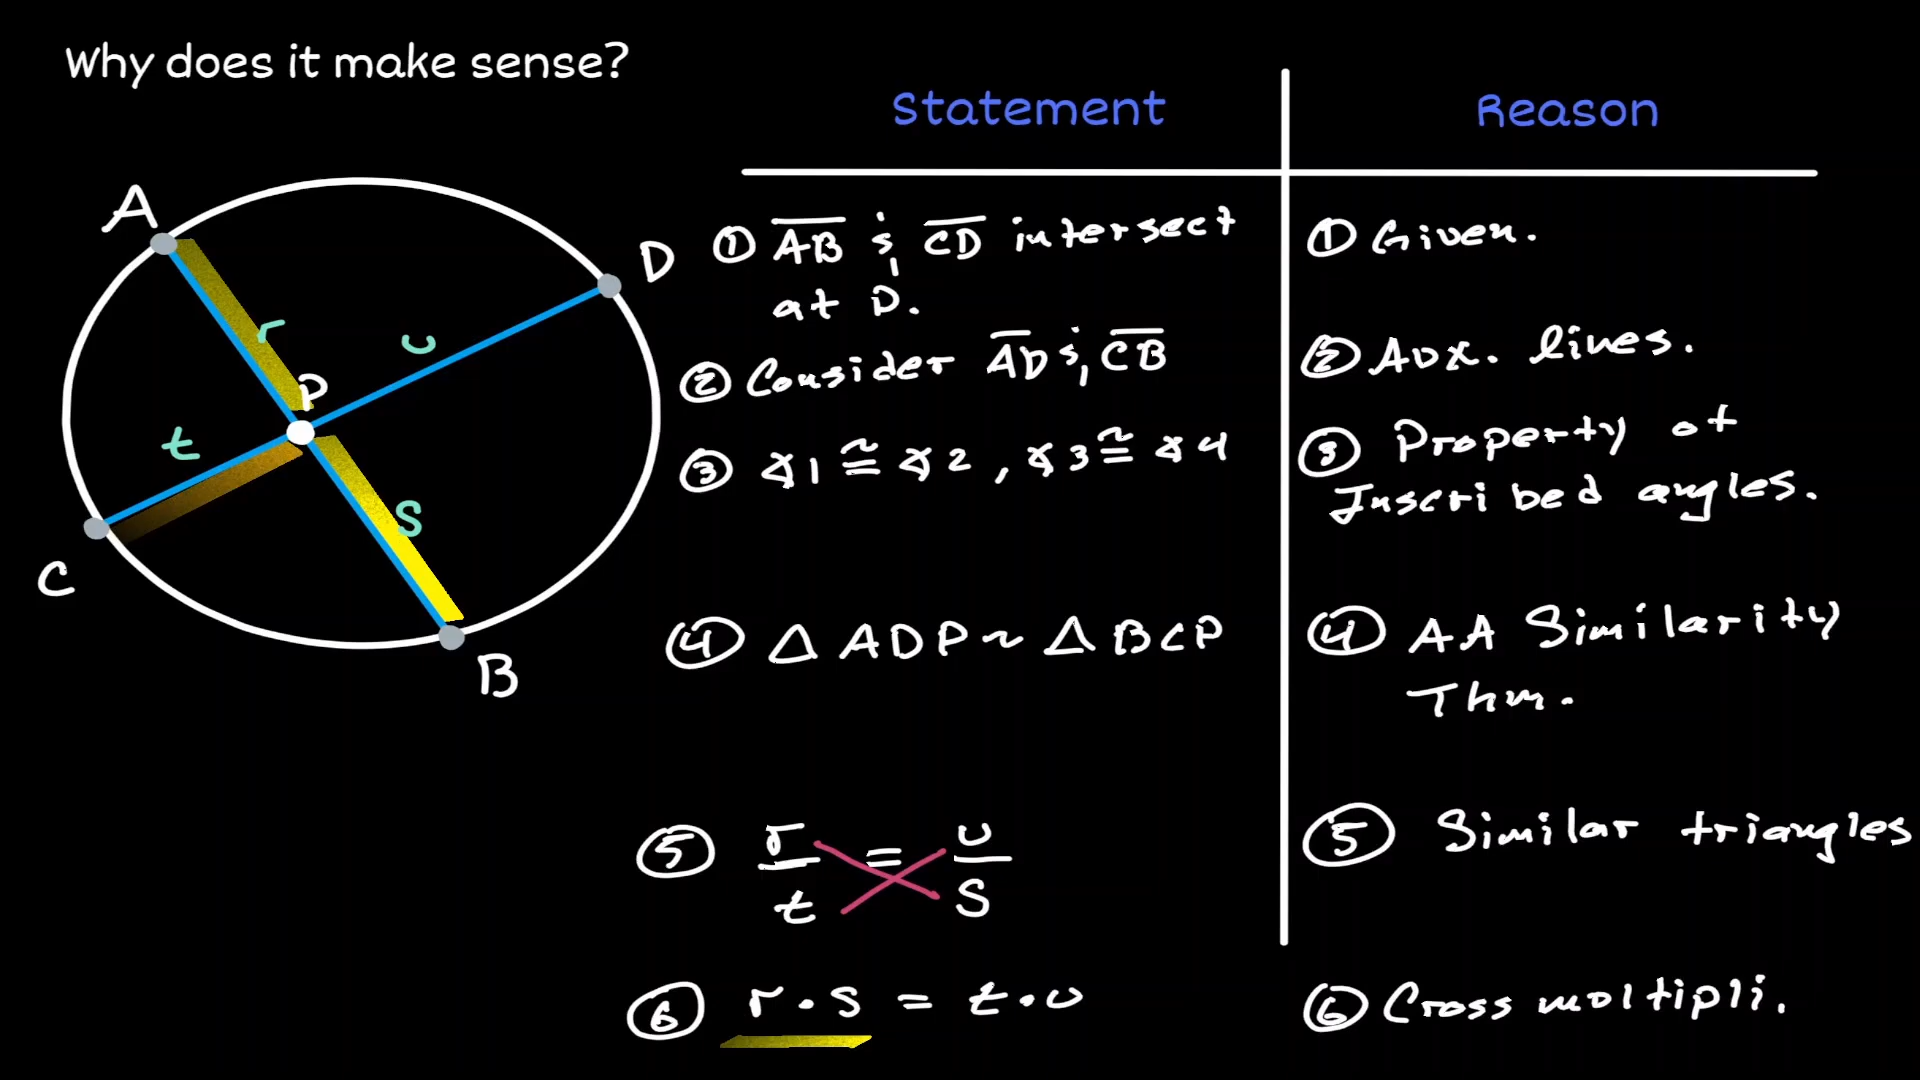 Why does it make sense?
Statement
Reason
A
D
r
u
P
t
s
C
B
① AB & CD intersect
at P.
① Given.
② Consider AD & CB
② Aux. lines.
③ ∢1 ≅ ∢2, ∢3 ≅ ∢4
③ Property of
Inscribed angles.
④ △ ADP ~ △ BCP
④ AA Similarity
Thm.
⑤ r/t = u/s
⑤ Similar triangles
⑥ r · s = t · u
⑥ Cross multipli.